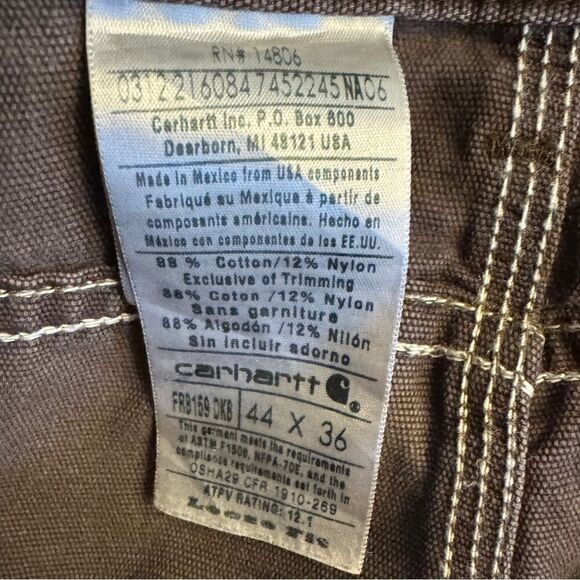 RN# 14806
0312216084745224 5NA06
Carhartt Inc. P.O. Box 600
Dearborn, MI 48121 USA
Made in Mexico from USA components
Fabriqué au Mexique à partir de
composants américains. Hecho en
México con componentes de los EE.UU.
88 % Cotton/12% Nylon
Exclusive of Trimming
88% Coton /12% Nylon
Sans garniture
88% Algodón /12% Nilón
Sin incluir adorno
carhartt
FRB159 DKB 44 X 36
This garment meets the requirements
of ASTM F1506, NFPA-70E, and the
compliance requirements set forth in
OSHA29 CFR 1910-269
ATPV RATING: 12.1
Loose Fit